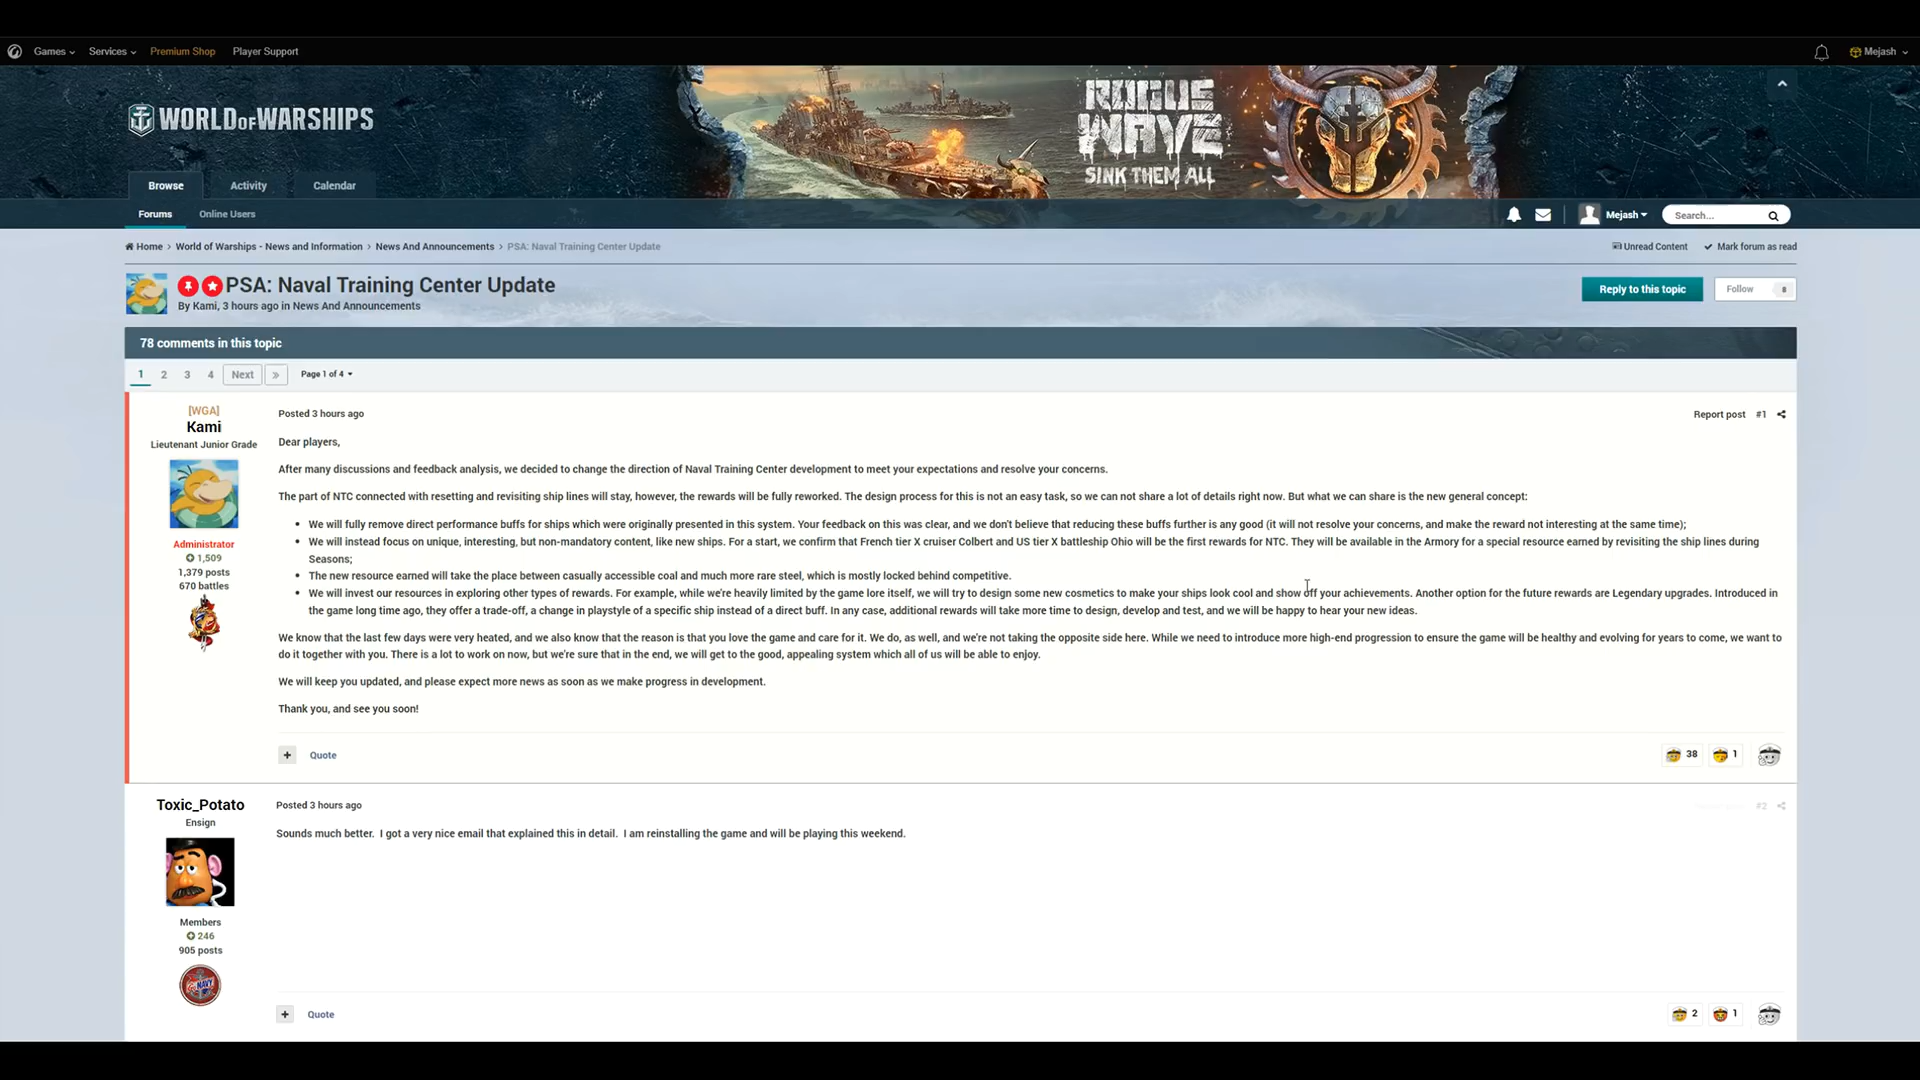 Games Services Premium Shop Player Support Mejash
WORLD OF WARSHIPS
ROGUE
WAVE
SINK THEM ALL
Browse Activity Calendar
Forums Online Users Mejash Search...
Home › World of Warships - News and Information › News And Announcements › PSA: Naval Training Center Update Unread Content Mark forum as read
PSA: Naval Training Center Update
By Kami, 3 hours ago in News And Announcements
Reply to this topic Follow 8
78 comments in this topic
1 2 3 4 Next » Page 1 of 4
[WGA]
Kami
Lieutenant Junior Grade
Administrator
1,509
1,379 posts
670 battles
Posted 3 hours ago Report post #1
Dear players,
After many discussions and feedback analysis, we decided to change the direction of Naval Training Center development to meet your expectations and resolve your concerns.
The part of NTC connected with resetting and revisiting ship lines will stay, however, the rewards will be fully reworked. The design process for this is not an easy task, so we can not share a lot of details right now. But what we can share is the new general concept:
• We will fully remove direct performance buffs for ships which were originally presented in this system. Your feedback on this was clear, and we don't believe that reducing these buffs further is any good (it will not resolve your concerns, and make the reward not interesting at the same time);
• We will instead focus on unique, interesting, but non-mandatory content, like new ships. For a start, we confirm that French tier X cruiser Colbert and US tier X battleship Ohio will be the first rewards for NTC. They will be available in the Armory for a special resource earned by revisiting the ship lines during
Seasons;
• The new resource earned will take the place between casually accessible coal and much more rare steel, which is mostly locked behind competitive.
• We will invest our resources in exploring other types of rewards. For example, while we're heavily limited by the game lore itself, we will try to design some new cosmetics to make your ships look cool and show off your achievements. Another option for the future rewards are Legendary upgrades. Introduced in
the game long time ago, they offer a trade-off, a change in playstyle of a specific ship instead of a direct buff. In any case, additional rewards will take more time to design, develop and test, and we will be happy to hear your new ideas.
We know that the last few days were very heated, and we also know that the reason is that you love the game and care for it. We do, as well, and we're not taking the opposite side here. While we need to introduce more high-end progression to ensure the game will be healthy and evolving for years to come, we want to
do it together with you. There is a lot to work on now, but we're sure that in the end, we will get to the good, appealing system which all of us will be able to enjoy.
We will keep you updated, and please expect more news as soon as we make progress in development.
Thank you, and see you soon!
+ Quote 38 1
Toxic_Potato
Ensign
Members
246
905 posts
NAVY
Posted 3 hours ago #2
Sounds much better. I got a very nice email that explained this in detail. I am reinstalling the game and will be playing this weekend.
+ Quote 2 1